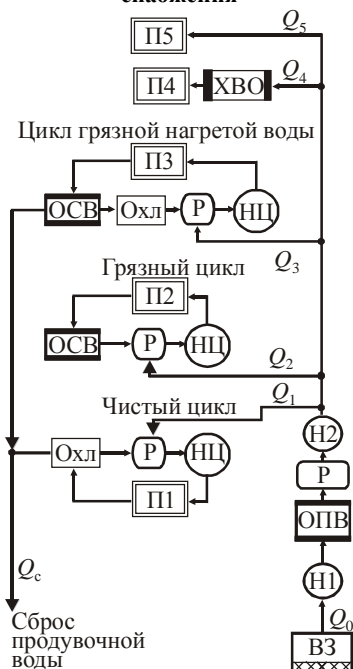 снабжения
П5
Q5
П4
ХВО
Q4
Цикл грязной нагретой воды
П3
ОСВ
Охл
Р
НЦ
Q3
Грязный цикл
П2
ОСВ
Р
НЦ
Q2
Q1
Чистый цикл
Н2
Охл
Р
НЦ
Р
П1
ОПВ
Qс
Н1
Сброс
продувочной
воды
Q0
ВЗ